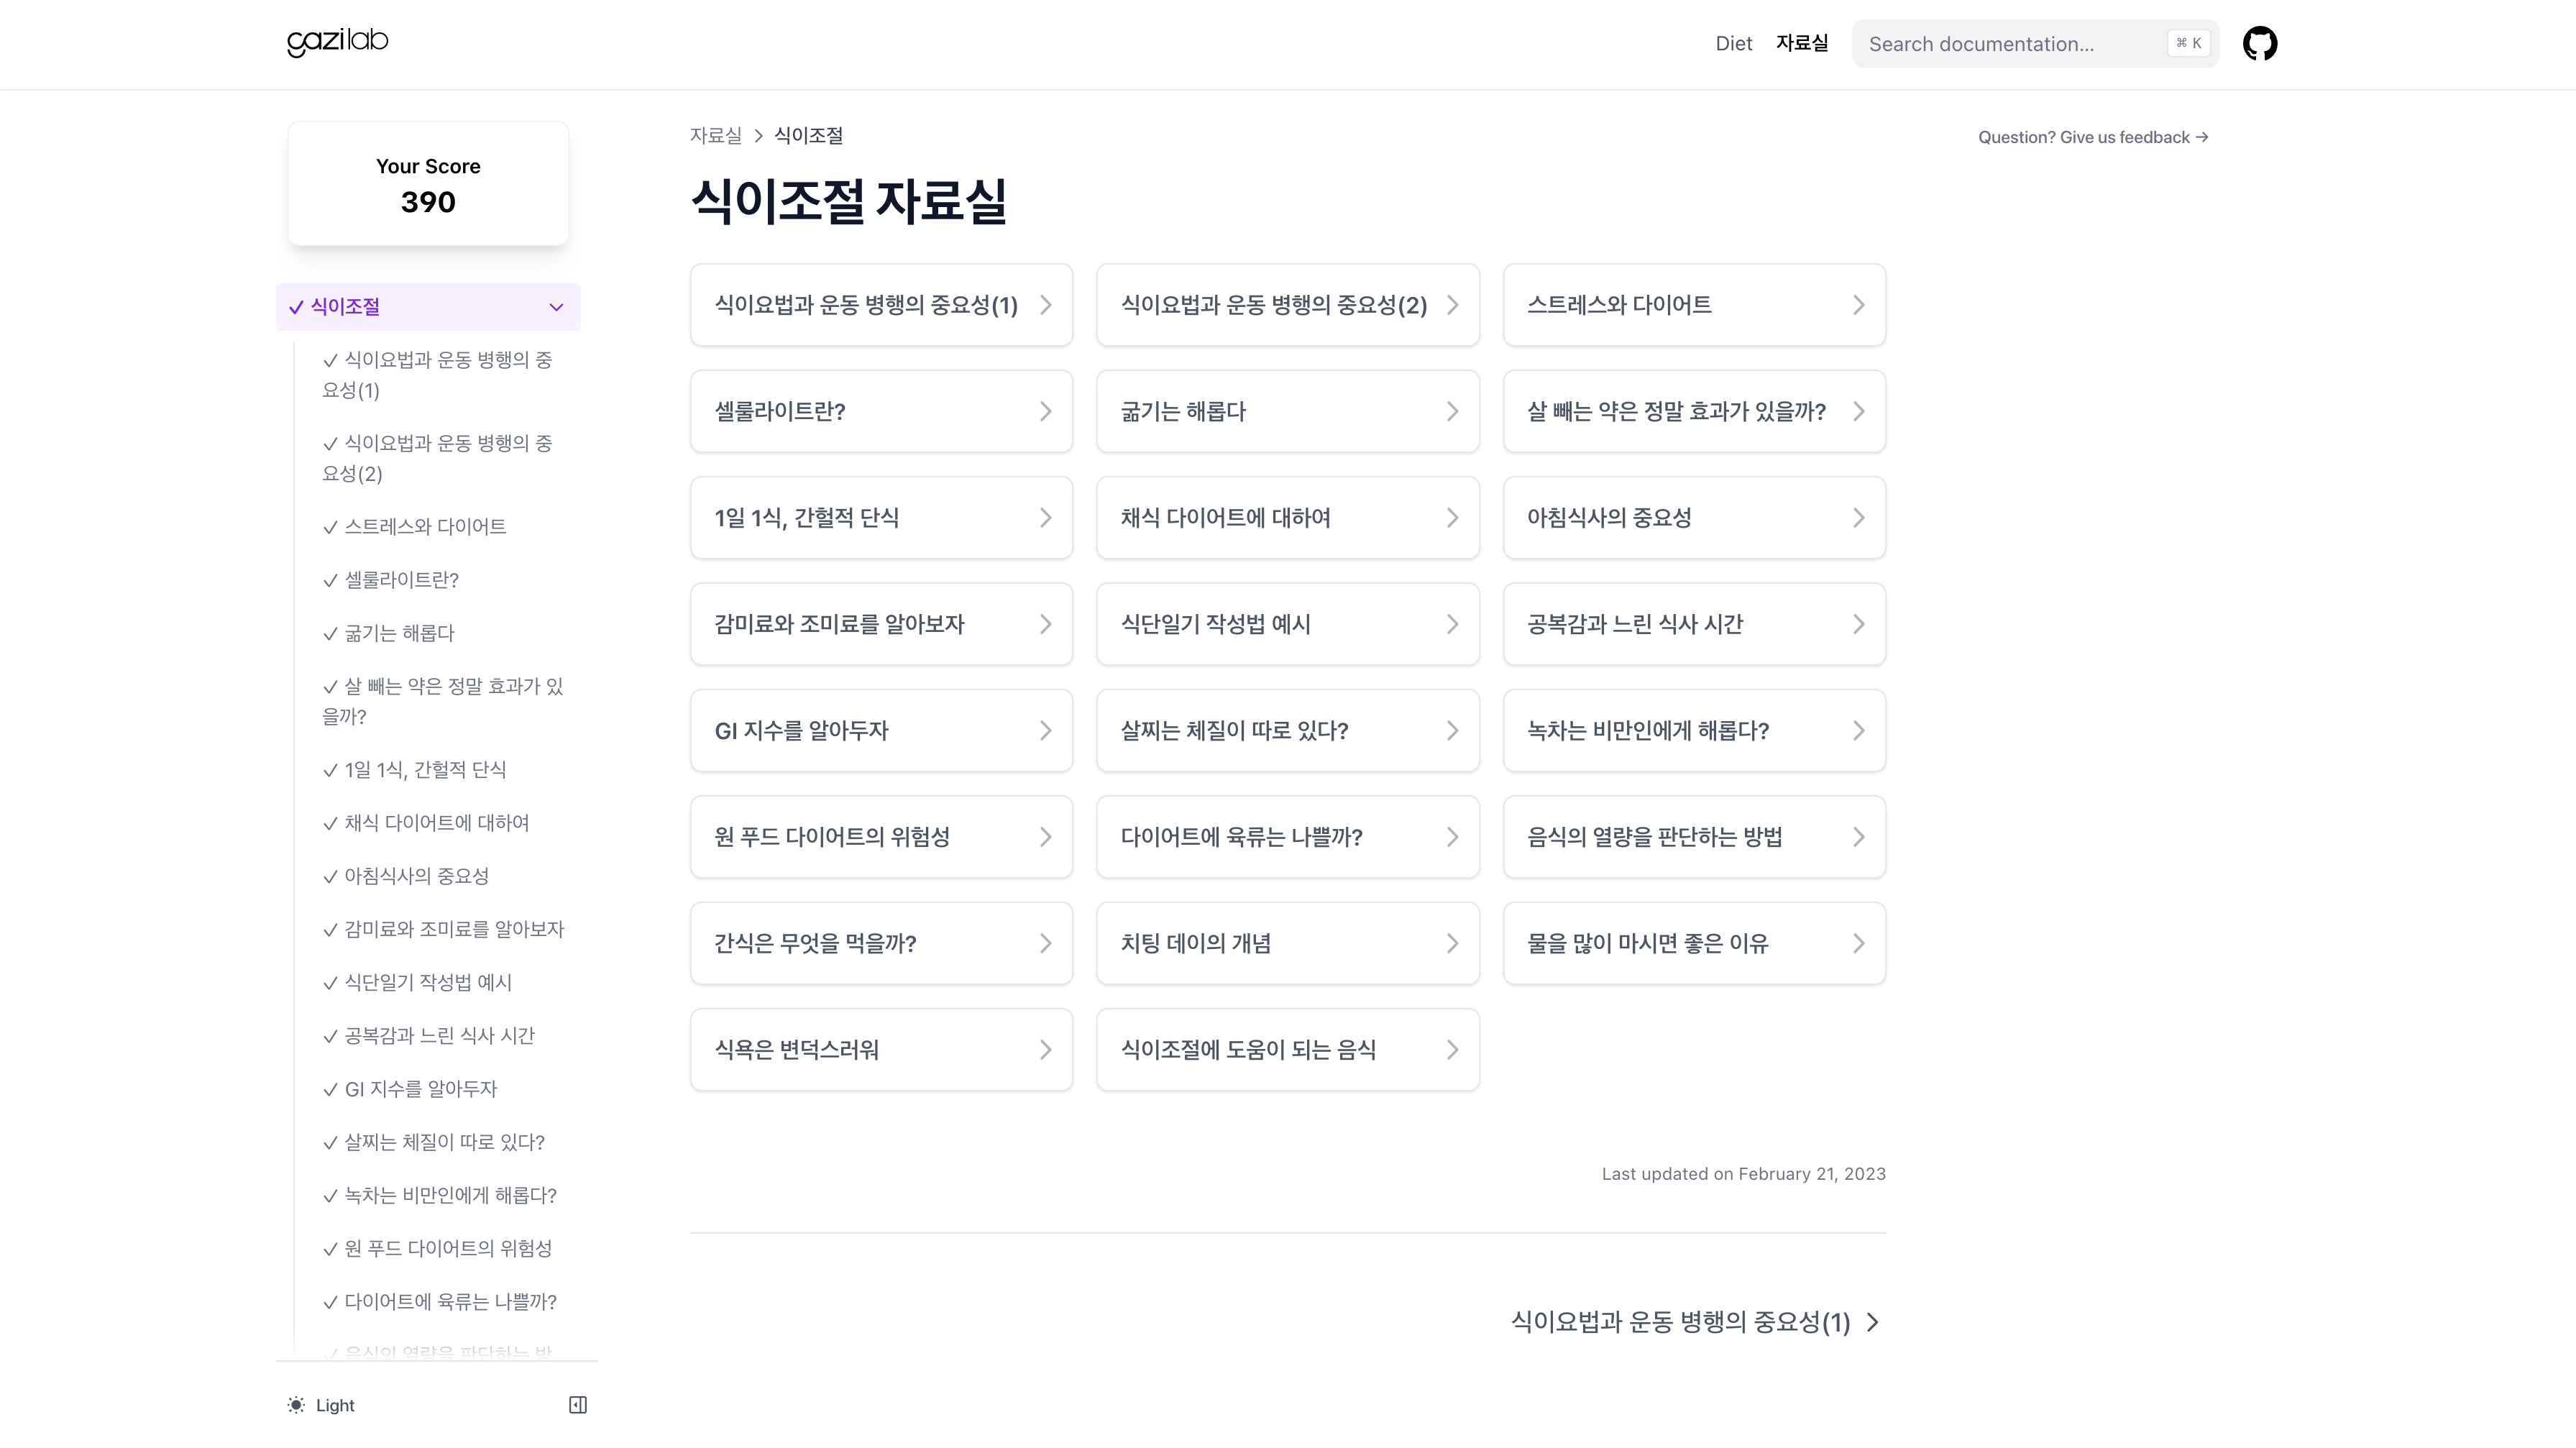 gazilab
Diet 자료실 Search documentation... ⌘ K
Your Score
390
식이조절
식이요법과 운동 병행의 중
요성(1)
식이요법과 운동 병행의 중
요성(2)
스트레스와 다이어트
셀룰라이트란?
굶기는 해롭다
살 빼는 약은 정말 효과가 있
을까?
1일 1식, 간헐적 단식
채식 다이어트에 대하여
아침식사의 중요성
감미료와 조미료를 알아보자
식단일기 작성법 예시
공복감과 느린 식사 시간
GI 지수를 알아두자
살찌는 체질이 따로 있다?
녹차는 비만인에게 해롭다?
원 푸드 다이어트의 위험성
다이어트에 육류는 나쁠까?
음식의 열량을 판단하는 방
Light
자료실 > 식이조절
Question? Give us feedback →
식이조절 자료실
식이요법과 운동 병행의 중요성(1)
식이요법과 운동 병행의 중요성(2)
스트레스와 다이어트
셀룰라이트란?
굶기는 해롭다
살 빼는 약은 정말 효과가 있을까?
1일 1식, 간헐적 단식
채식 다이어트에 대하여
아침식사의 중요성
감미료와 조미료를 알아보자
식단일기 작성법 예시
공복감과 느린 식사 시간
GI 지수를 알아두자
살찌는 체질이 따로 있다?
녹차는 비만인에게 해롭다?
원 푸드 다이어트의 위험성
다이어트에 육류는 나쁠까?
음식의 열량을 판단하는 방법
간식은 무엇을 먹을까?
치팅 데이의 개념
물을 많이 마시면 좋은 이유
식욕은 변덕스러워
식이조절에 도움이 되는 음식
Last updated on February 21, 2023
식이요법과 운동 병행의 중요성(1)